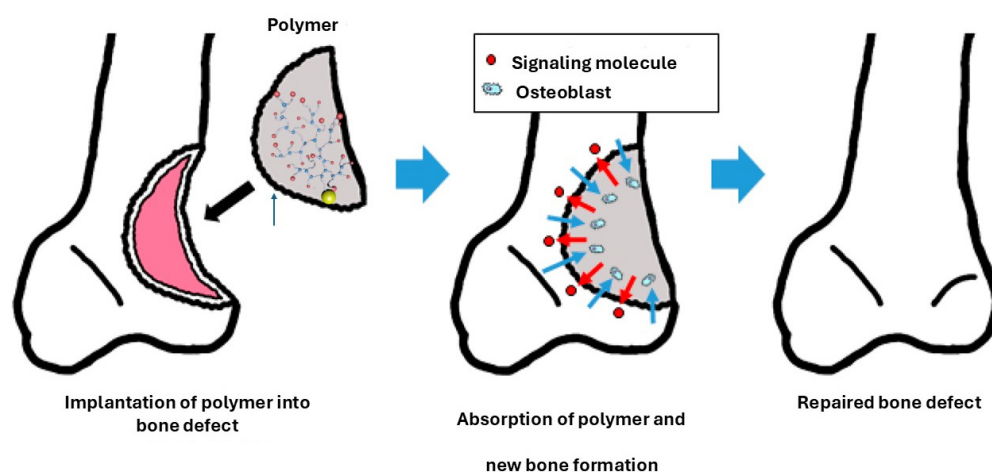 Polymer
Signaling molecule
Osteoblast
Implantation of polymer into
bone defect
Absorption of polymer and
new bone formation
Repaired bone defect